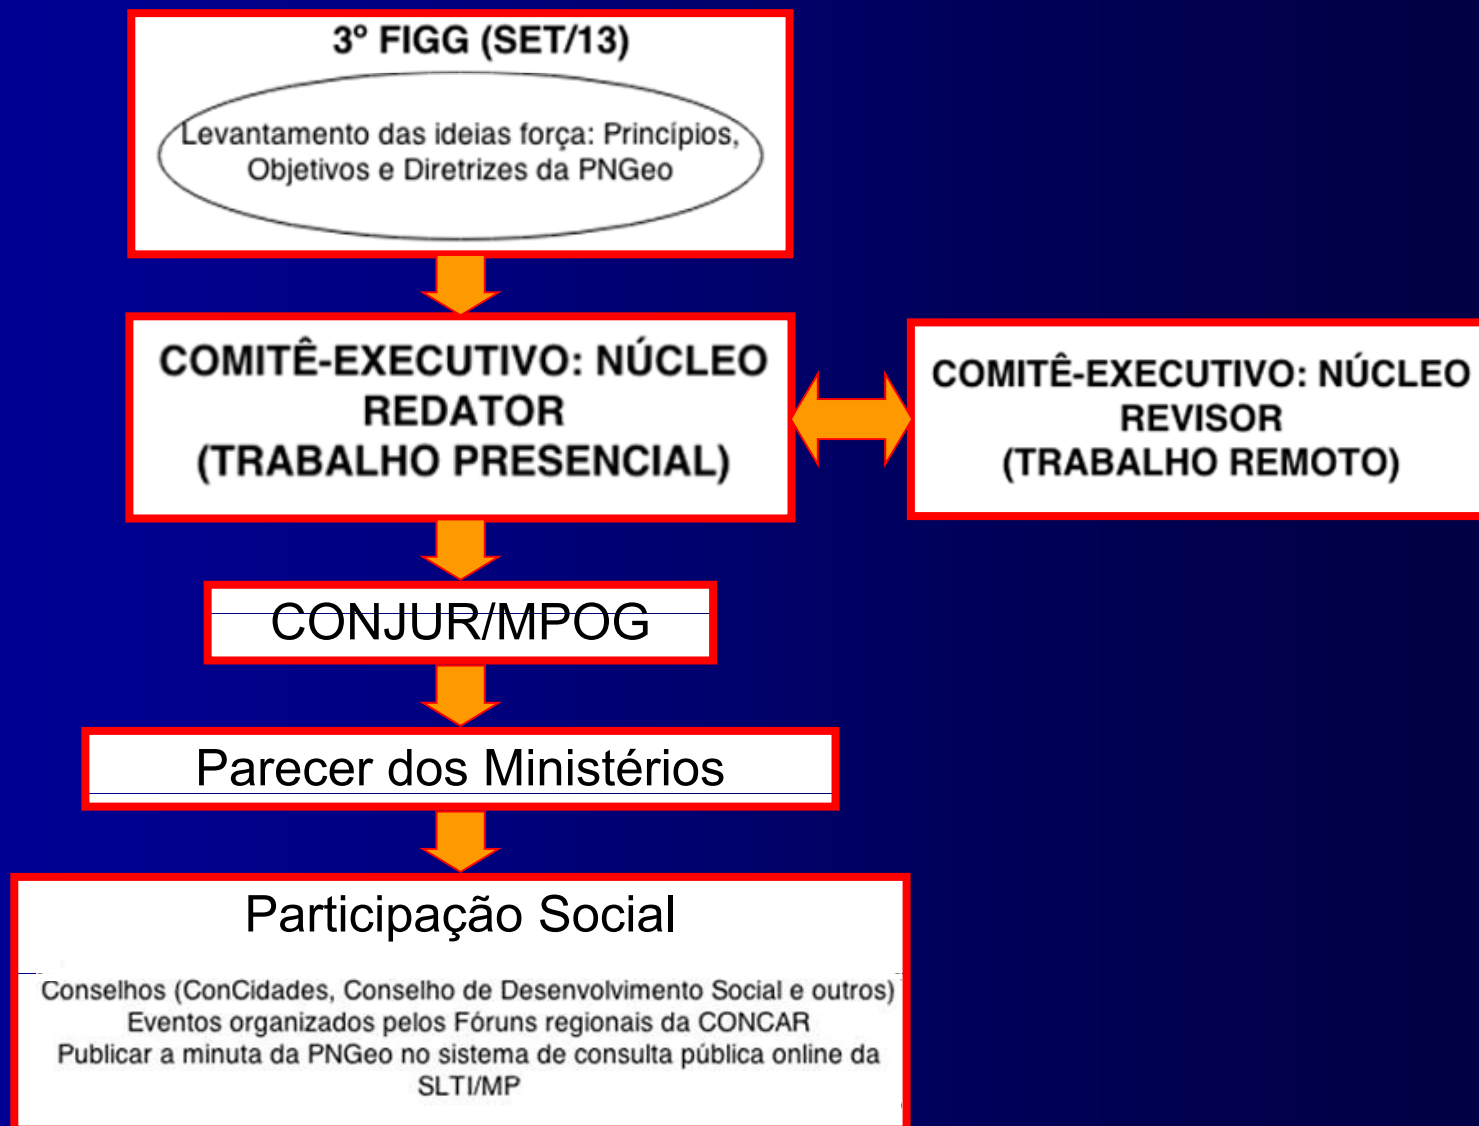 3º FIGG (SET/13)
Levantamento das ideias força: Princípios,
Objetivos e Diretrizes da PNGeo
COMITÊ-EXECUTIVO: NÚCLEO
REDATOR
(TRABALHO PRESENCIAL)
COMITÊ-EXECUTIVO: NÚCLEO
REVISOR
(TRABALHO REMOTO)
CONJUR/MPOG
Parecer dos Ministérios
Participação Social
Conselhos (ConCidades, Conselho de Desenvolvimento Social e outros)
Eventos organizados pelos Fóruns regionais da CONCAR
Publicar a minuta da PNGeo no sistema de consulta pública online da
SLTI/MP